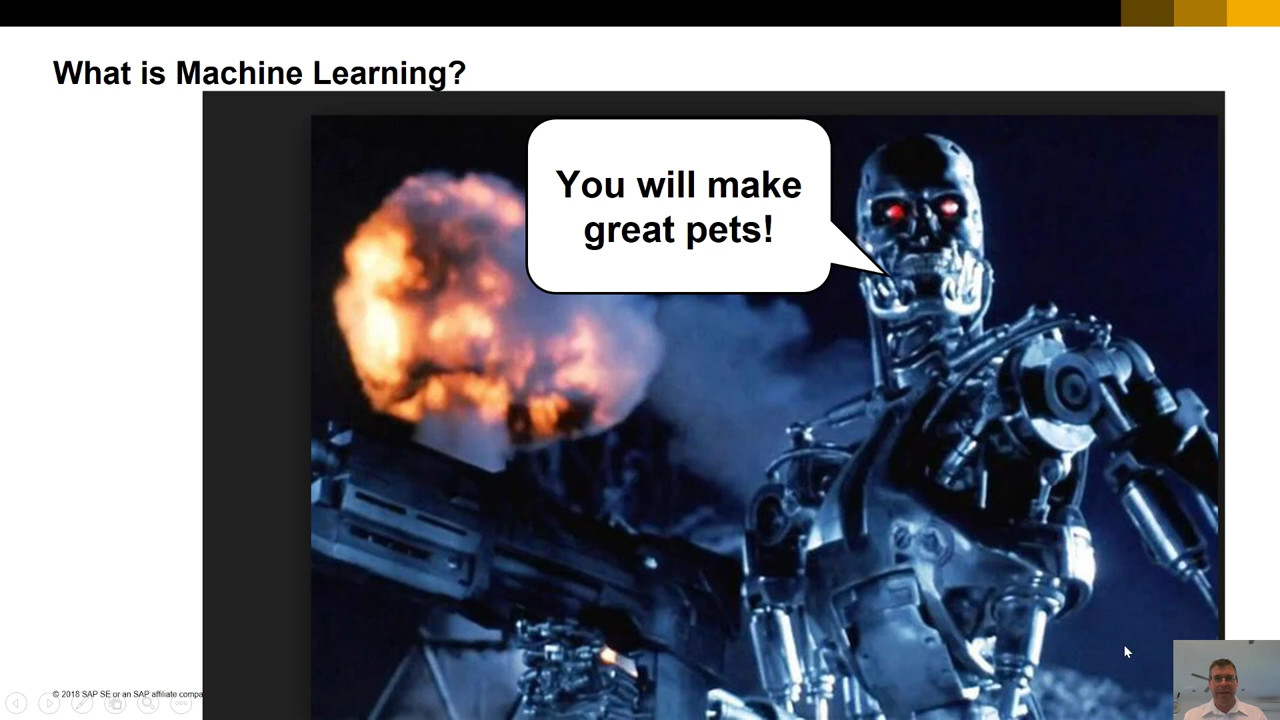 What is Machine Learning?
You will make
great pets!
© 2018 SAP SE or an SAP affiliate compa